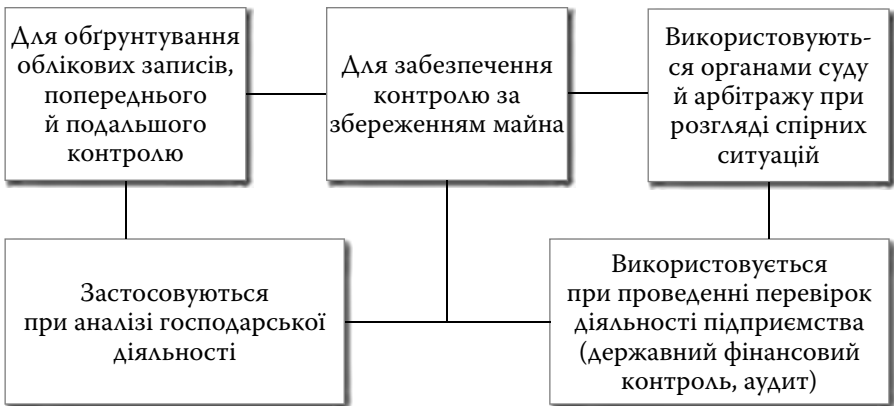 Для обґрунтування
облікових записів,
попереднього
й подальшого
контролю
Для забезпечення
контролю за
збереженням майна
Використовують-
ся органами суду
й арбітражу при
розгляді спірних
ситуацій
Застосовуються
при аналізі господарської
діяльності
Використовується
при проведенні перевірок
діяльності підприємства
(державний фінансовий
контроль, аудит)